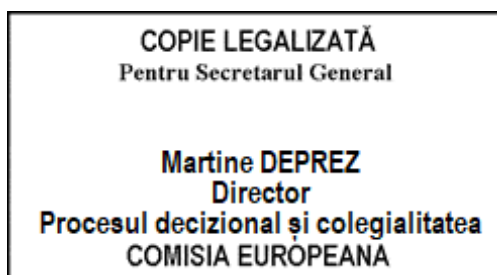 COPIE LEGALIZATĂ
Pentru Secretarul General
Martine DEPREZ
Director
Procesul decizional și colegialitatea
COMISIA EUROPEANA